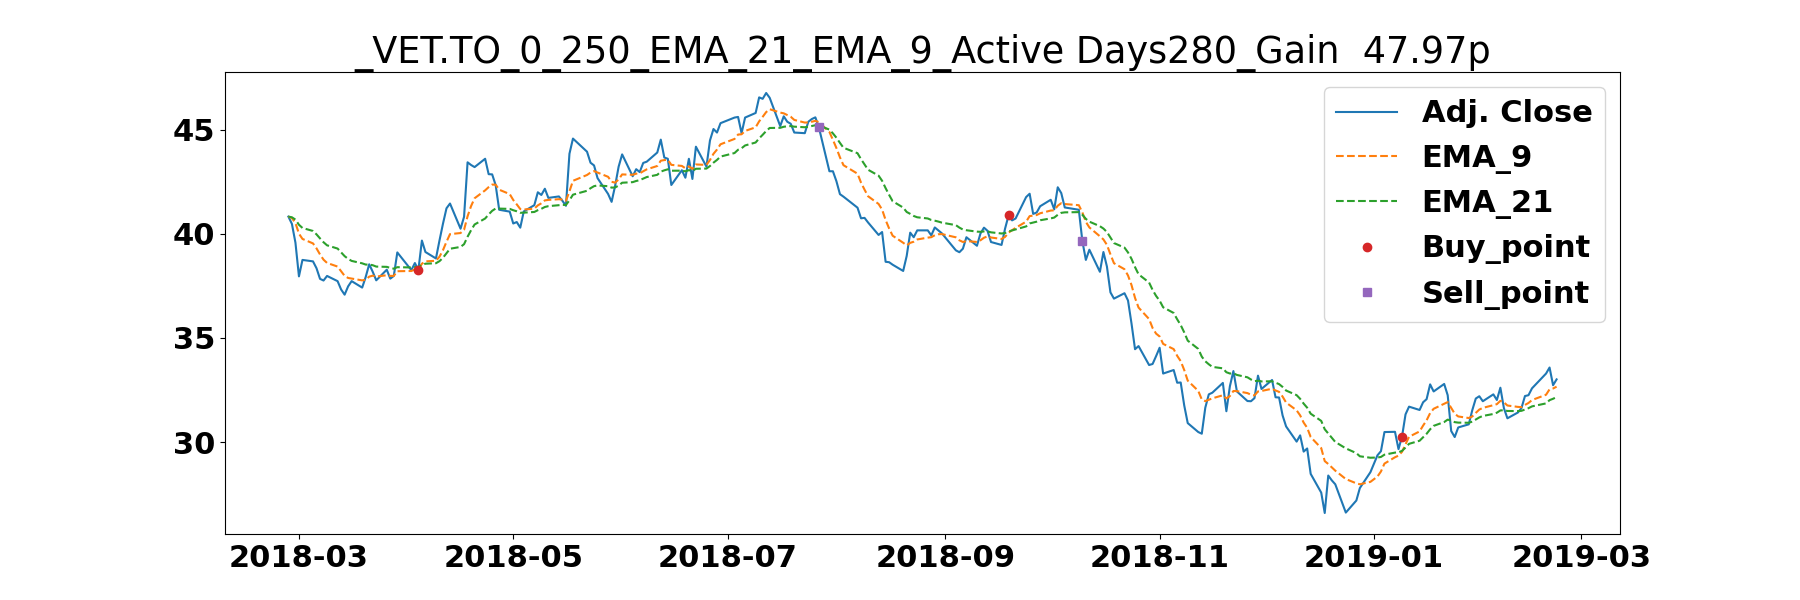 _VET.TO_0_250_EMA_21_EMA_9_Active Days280_Gain  47.97p
45
40
35
30
Adj. Close
EMA_9
EMA_21
Buy_point
Sell_point
2018-03 2018-05 2018-07 2018-09 2018-11 2019-01 2019-03